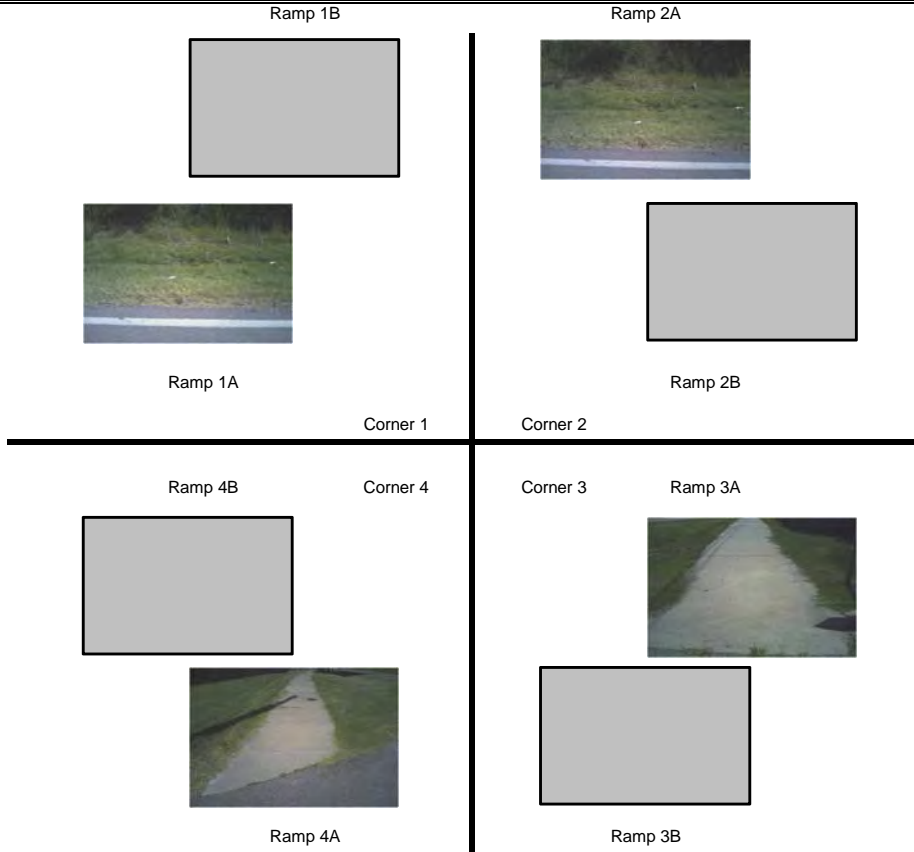 Ramp 1B Ramp 2A
Ramp 1A Ramp 2B
Corner 1 Corner 2
Ramp 4B Corner 4 Corner 3 Ramp 3A
Ramp 4A Ramp 3B